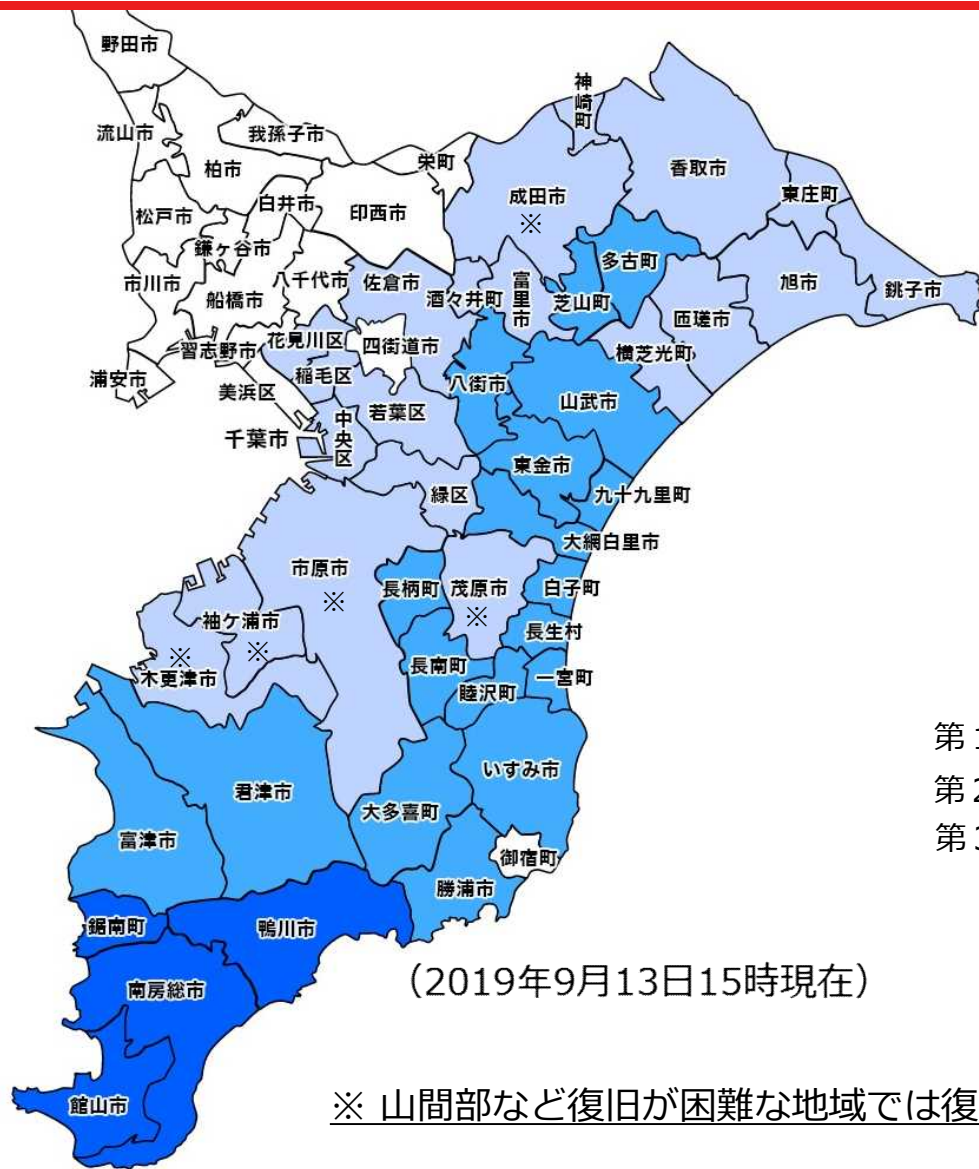 野田市
流山市
我孫子市
柏市
松戸市
白井市
印西市
栄町
神崎町
香取市
成田市
※
東庄町
鎌ヶ谷市
市川市
船橋市
八千代市
佐倉市
酒々井町
富里市
芝山町
多古町
匝瑳市
旭市
銚子市
横芝光町
浦安市
習志野市
花見川区
四街道市
美浜区
稲毛区
千葉市
中央区
若葉区
八街市
山武市
東金市
緑区
九十九里町
大網白里市
市原市
※
長柄町
茂原市
※
白子町
袖ケ浦市
※
木更津市
※
長生村
長南町
睦沢町
一宮町
いすみ市
君津市
大多喜町
富津市
御宿町
勝浦市
鋸南町
鴨川市
南房総市
館山市
第
第2
第
（2019年9月13日15時現在）
※ 山間部など復旧が困難な地域では復